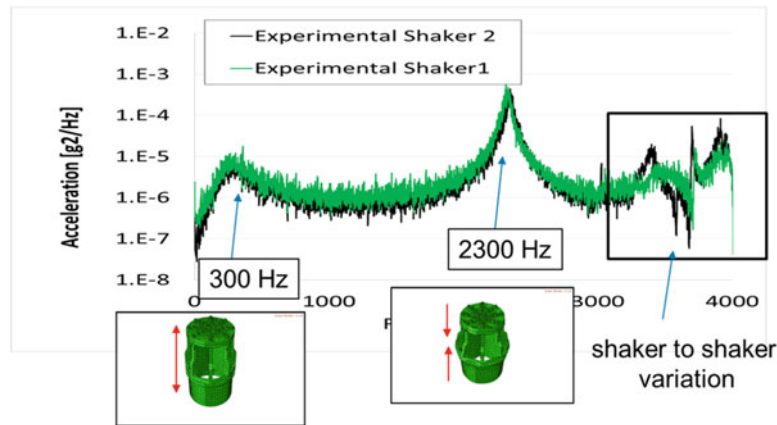 1.E-2
Experimental Shaker 2
1.E-3
Experimental Shaker1
1.E-4
1.E-5
1.E-6
1.E-7
1.E-8
Acceleration [g2/Hz]
300 Hz
2300 Hz
0
1000
3000
4000
shaker to shaker
variation